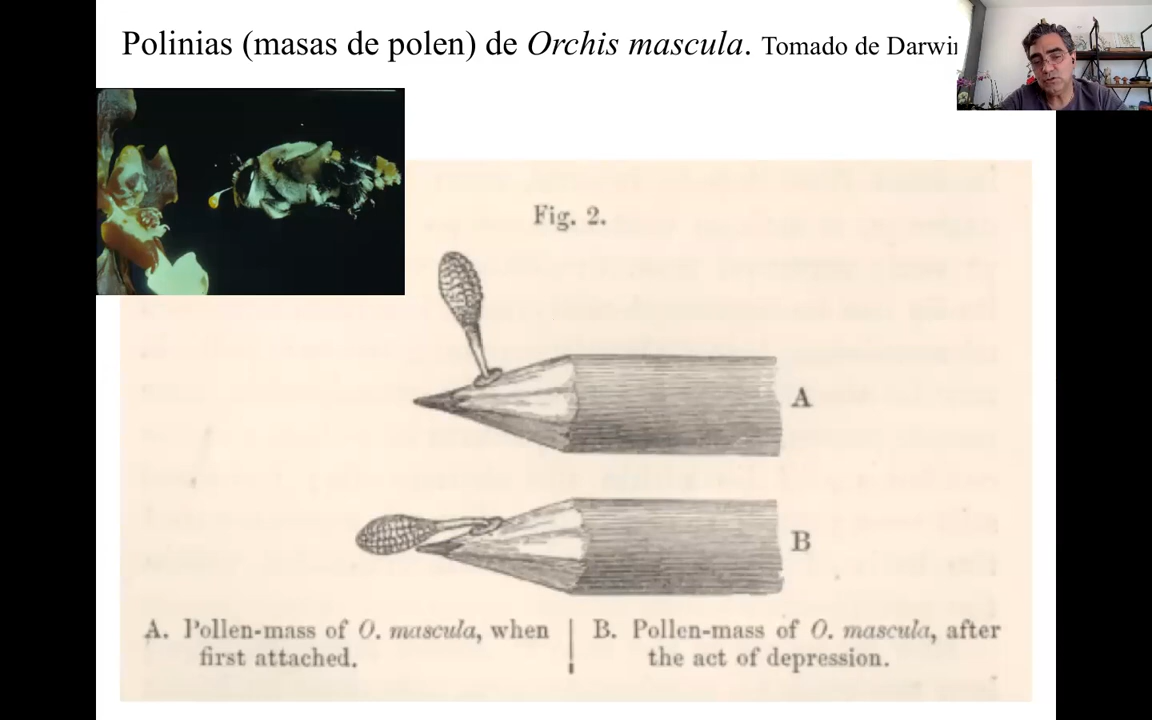 Polinias (masas de polen) de Orchis mascula. Tomado de
Fig. 2.
A
B
A. Pollen-mass of O. mascula, when
first attached.
B. Pollen-mass of O. mascula, after
the act of depression.